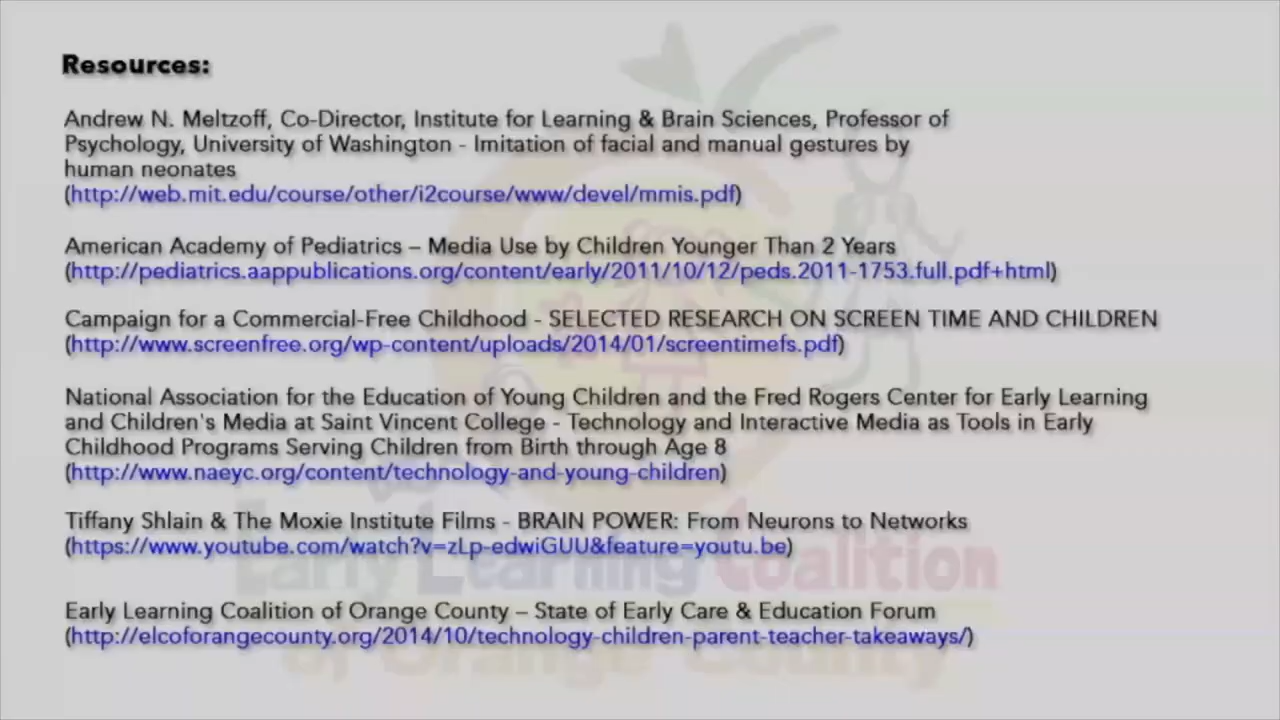 Resources:
Andrew N. Meltzoff, Co-Director, Institute for Learning & Brain Sciences, Professor of
Psychology, University of Washington - Imitation of facial and manual gestures by
human neonates
(http://web.mit.edu/course/other/i2course/www/devel/mmis.pdf)
American Academy of Pediatrics – Media Use by Children Younger Than 2 Years
(http://pediatrics.aappublications.org/content/early/2011/10/12/peds.2011-1753.full.pdf+html)
Campaign for a Commercial-Free Childhood - SELECTED RESEARCH ON SCREEN TIME AND CHILDREN
(http://www.screenfree.org/wp-content/uploads/2014/01/screentimefs.pdf)
National Association for the Education of Young Children and the Fred Rogers Center for Early Learning
and Children's Media at Saint Vincent College - Technology and Interactive Media as Tools in Early
Childhood Programs Serving Children from Birth through Age 8
(http://www.naeyc.org/content/technology-and-young-children)
Tiffany Shlain & The Moxie Institute Films - BRAIN POWER: From Neurons to Networks
(https://www.youtube.com/watch?v=zLp-edwiGUU&feature=youtu.be)
Early Learning Coalition
Early Learning Coalition of Orange County – State of Early Care & Education Forum
(http://elcoforangecounty.org/2014/10/technology-children-parent-teacher-takeaways/)
of Orange County